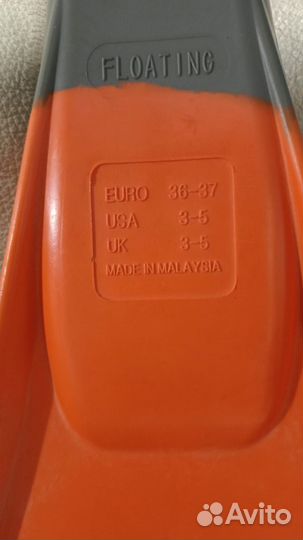 FLOATING
EURO 36-37
USA 3-5
UK 3-5
MADE IN MALAYSIA
Avito